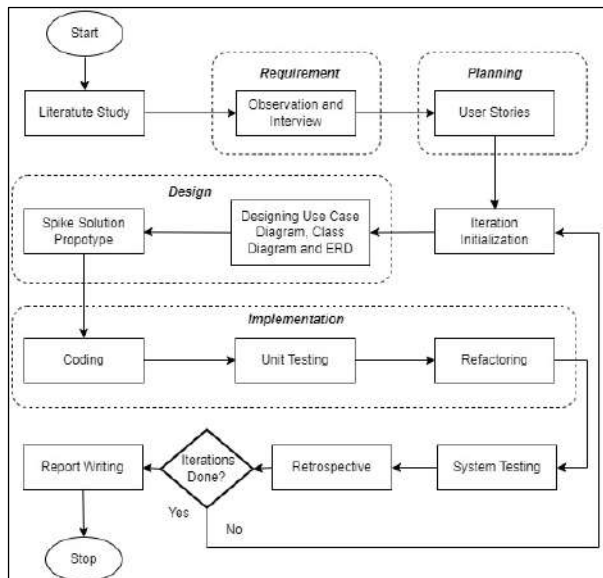 Start
Requirement
Planning
Literatute Study
Observation and
Interview
User Stories
Design
Spike Solution
Propotype
Designing Use Case
Diagram, Class
Diagram and ERD
Iteration
Initialization
Implementation
Coding
Unit Testing
Refactoring
Report Writing
Iterations
Done?
Retrospective
System Testing
Yes
No
Stop